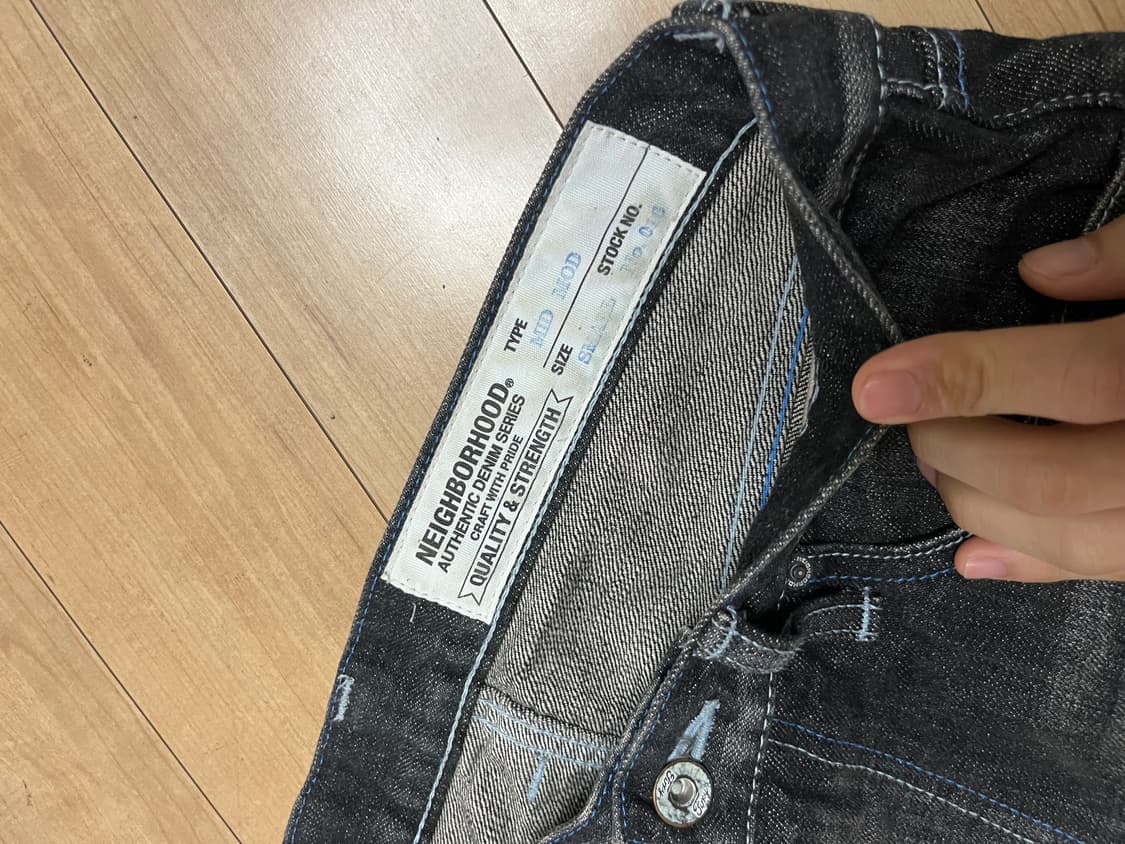 NEIGHBORHOOD®
AUTHENTIC DENIM SERIES
CRAFT WITH PRIDE
QUALITY & STRENGTH
TYPE
MID MOD
SIZE
SMALL
STOCK NO.